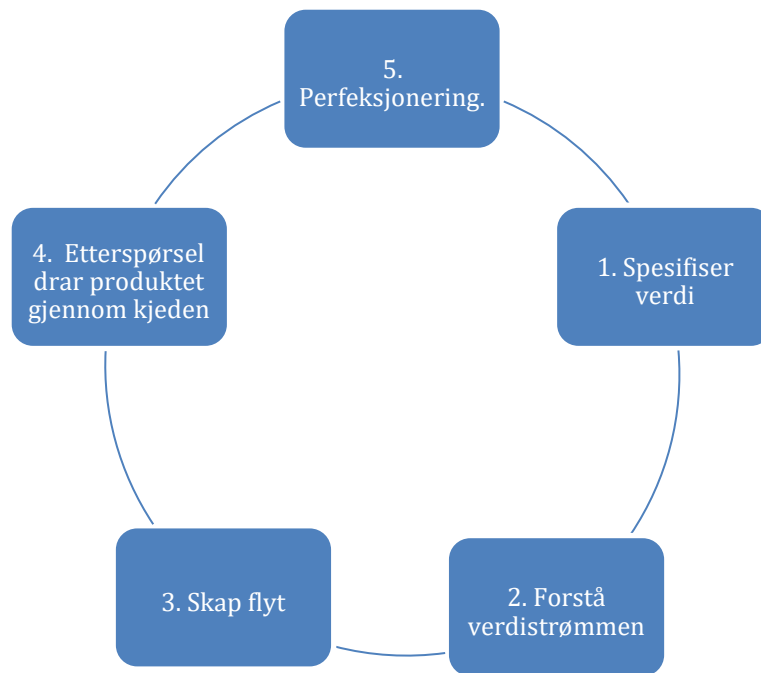 5.
Perfeksjonering.
1. Spesifiser
verdi
2. Forstå
verdistrømmen
3. Skap flyt
4. Etterspørsel
drar produktet
gjennom kjeden